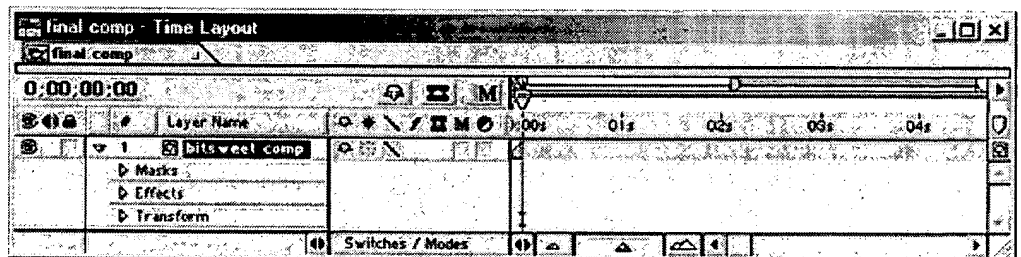 final comp - Time Layout
final comp
0;00;00;00 M
# Layer Name M 0:00s 01s 02s 03s 04s
1 bitsweet comp
Masks
Effects
Transform
Switches / Modes